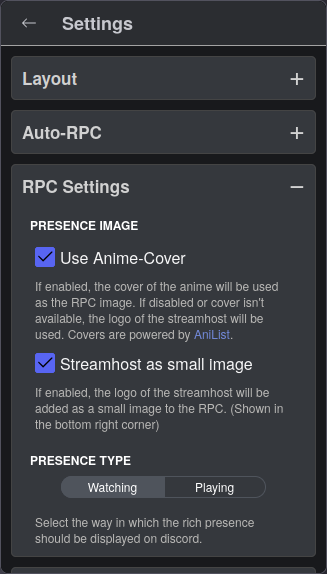 Settings
Layout
Auto-RPC
RPC Settings
PRESENCE IMAGE
Use Anime-Cover
If enabled, the cover of the anime will be used
as the RPC image. If disabled or cover isn't
available, the logo of the streamhost will be
used. Covers are powered by AniList.
Streamhost as small image
If enabled, the logo of the streamhost will be
added as a small image to the RPC. (Shown in
the bottom right corner)
PRESENCE TYPE
Watching Playing
Select the way in which the rich presence
should be displayed on discord.